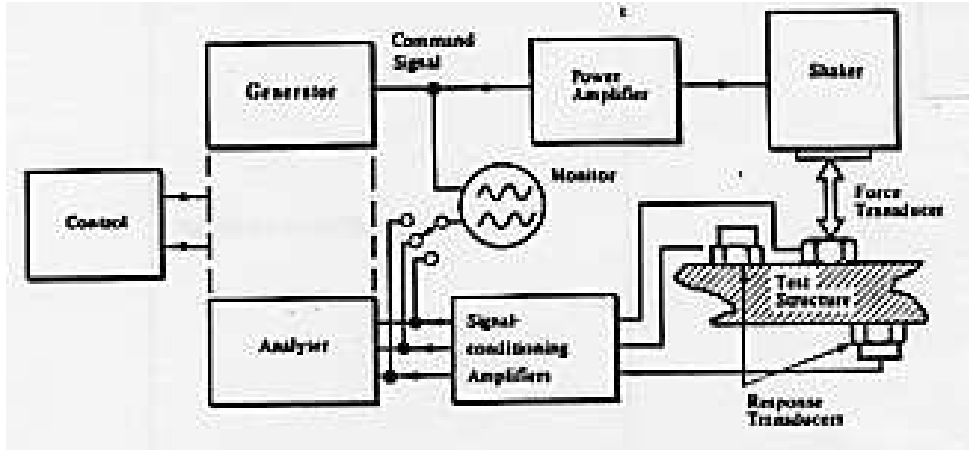 Command
Signal
Generator
Power
Amplifier
Shaker
Monitor
Control
Force
Transducer
Test
Structure
Analyser
Signal-
conditioning
Amplifiers
Response
Transducers